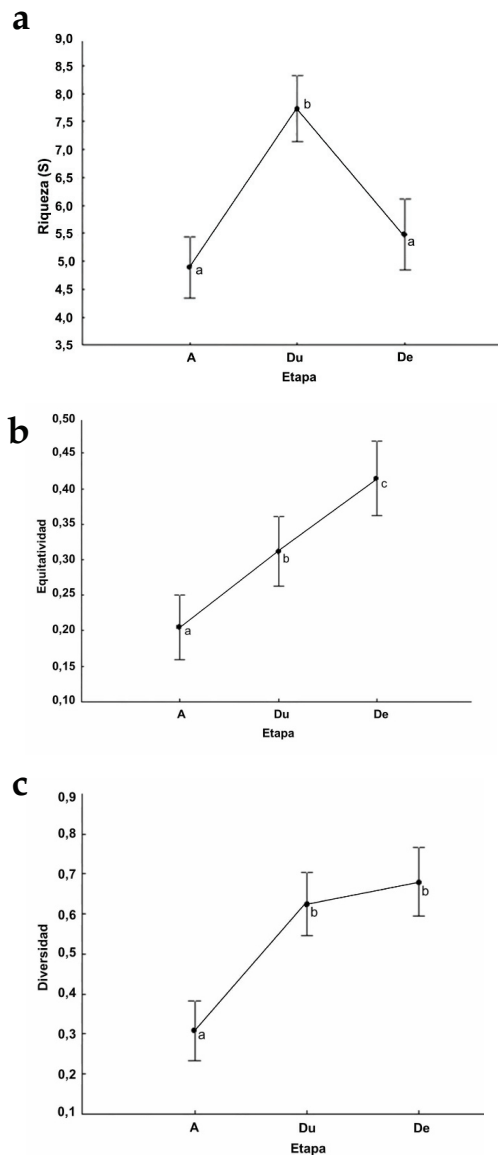 a
9,0
8,5
8,0
7,5
7,0
6,5
6,0
5,5
5,0
4,5
4,0
3,5
Riqueza (S)
a
b
a
A Du De
Etapa
b
0,50
0,45
0,40
0,35
0,30
0,25
0,20
0,15
0,10
Equitatividad
a
b
c
A Du De
Etapa
c
0,9
0,8
0,7
0,6
0,5
0,4
0,3
0,2
0,1
Diversidad
a
b
b
A Du De
Etapa